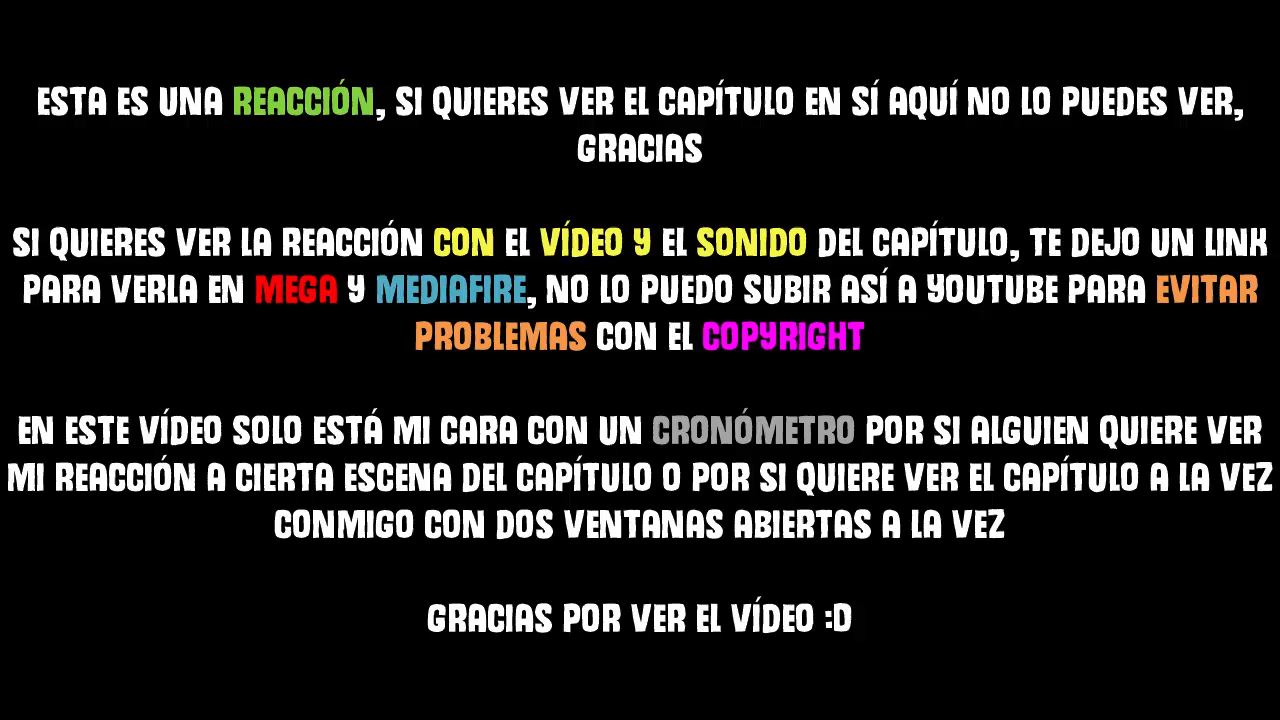 ESTA ES UNA REACCIÓN, SI QUIERES VER EL CAPÍTULO EN SÍ AQUÍ NO LO PUEDES VER,
GRACIAS
SI QUIERES VER LA REACCIÓN CON EL VÍDEO Y EL SONIDO DEL CAPÍTULO, TE DEJO UN LINK
PARA VERLA EN MEGA Y MEDIAFIRE, NO LO PUEDO SUBIR ASÍ A YOUTUBE PARA EVITAR
PROBLEMAS CON EL COPYRIGHT
EN ESTE VÍDEO SOLO ESTÁ MI CARA CON UN CRONÓMETRO POR SI ALGUIEN QUIERE VER
MI REACCIÓN A CIERTA ESCENA DEL CAPÍTULO O POR SI QUIERE VER EL CAPÍTULO A LA VEZ
CONMIGO CON DOS VENTANAS ABIERTAS A LA VEZ
GRACIAS POR VER EL VÍDEO :D